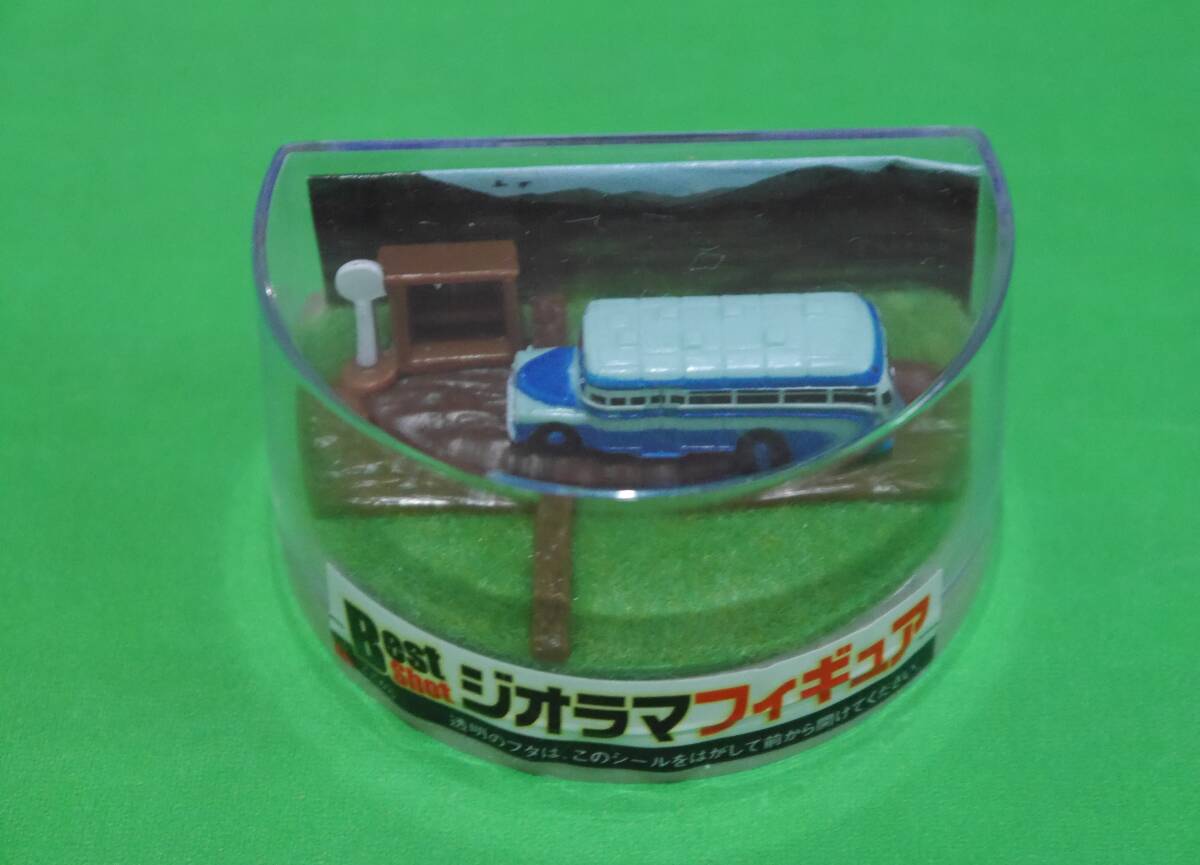 Best
Shot
ジオラマフィギュア
透明のフタは、このシールをはがして前から開けてください